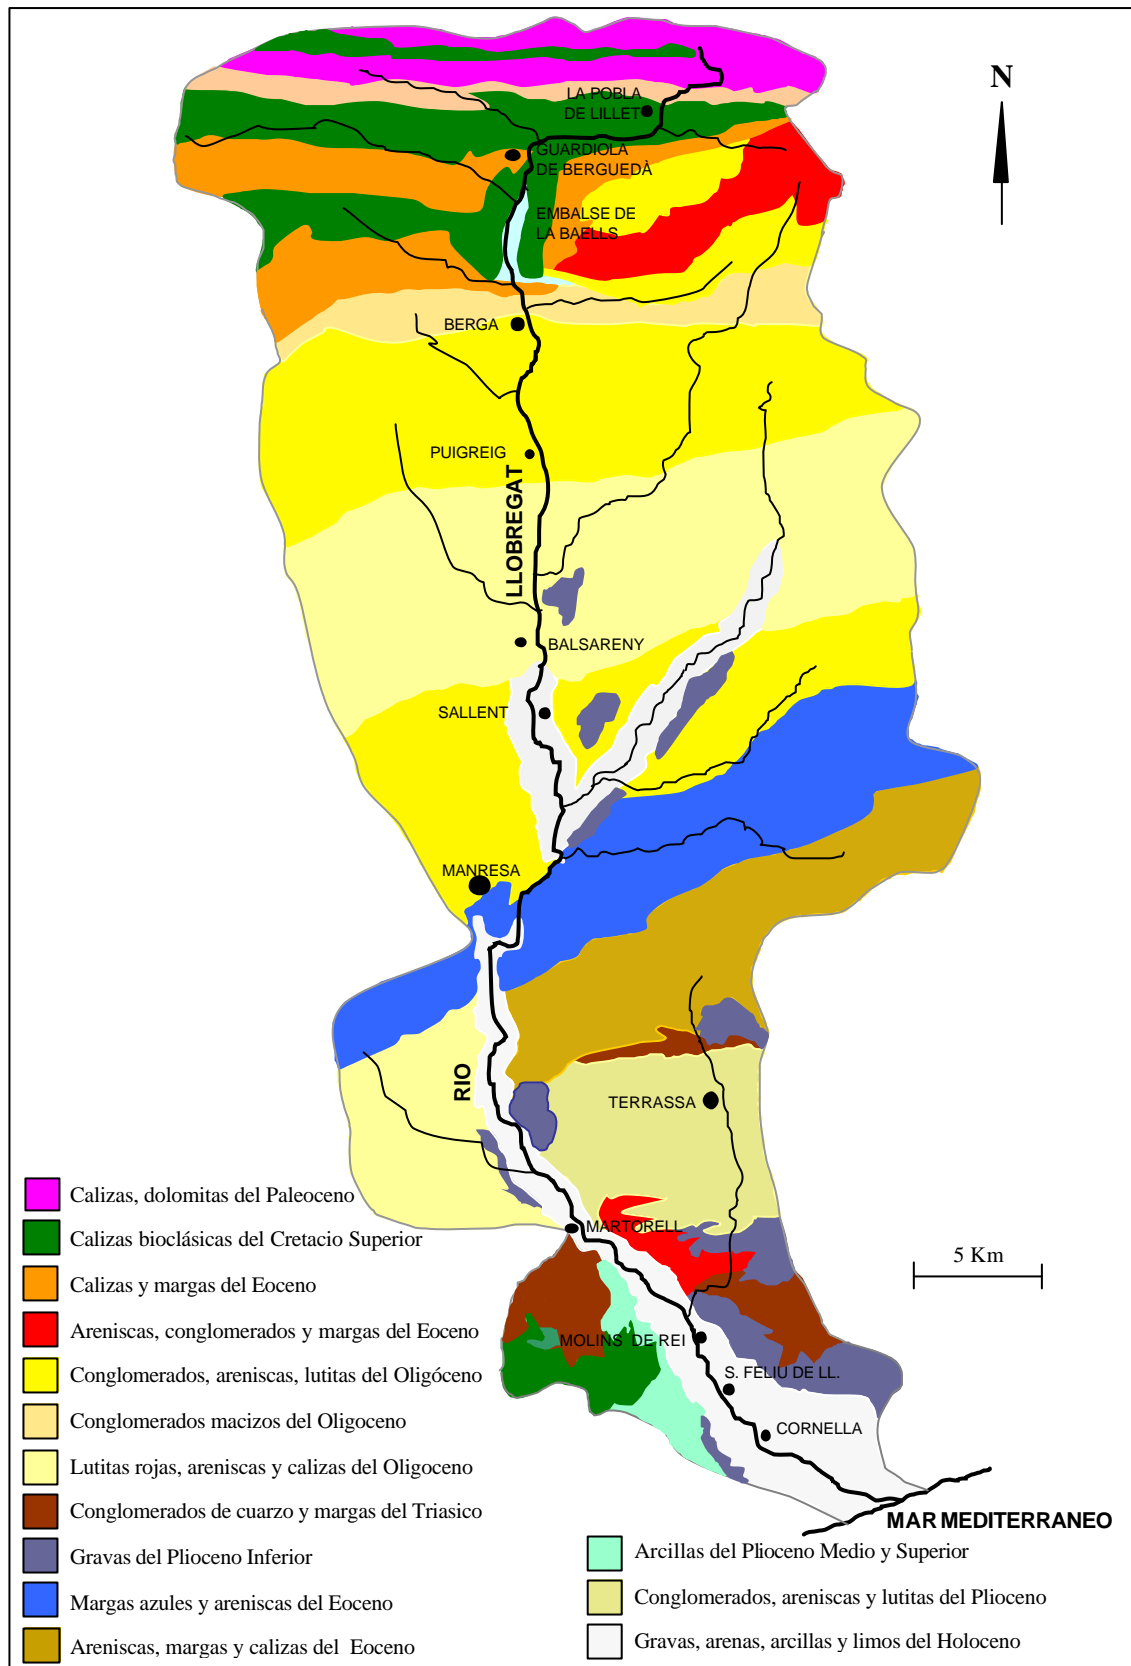 N
LA POBLA
DE LILLET
GUARDIOLA
DE BERGUEDÀ
EMBALSE DE
LA BAELLS
BERGA
PUIGREIG
LLOBREGAT
BALSARENY
SALLENT
MANRESA
RIO
TERRASSA
MARTORELL
5 Km
MOLINS DE REI
S. FELIU DE LL.
CORNELLA
MAR MEDITERRANEO
Calizas, dolomitas del Paleoceno
Calizas bioclásicas del Cretacio Superior
Calizas y margas del Eoceno
Areniscas, conglomerados y margas del Eoceno
Conglomerados, areniscas, lutitas del Oligóceno
Conglomerados macizos del Oligoceno
Lutitas rojas, areniscas y calizas del Oligoceno
Conglomerados de cuarzo y margas del Triasico
Gravas del Plioceno Inferior
Margas azules y areniscas del Eoceno
Areniscas, margas y calizas del Eoceno
Arcillas del Plioceno Medio y Superior
Conglomerados, areniscas y lutitas del Plioceno
Gravas, arenas, arcillas y limos del Holoceno